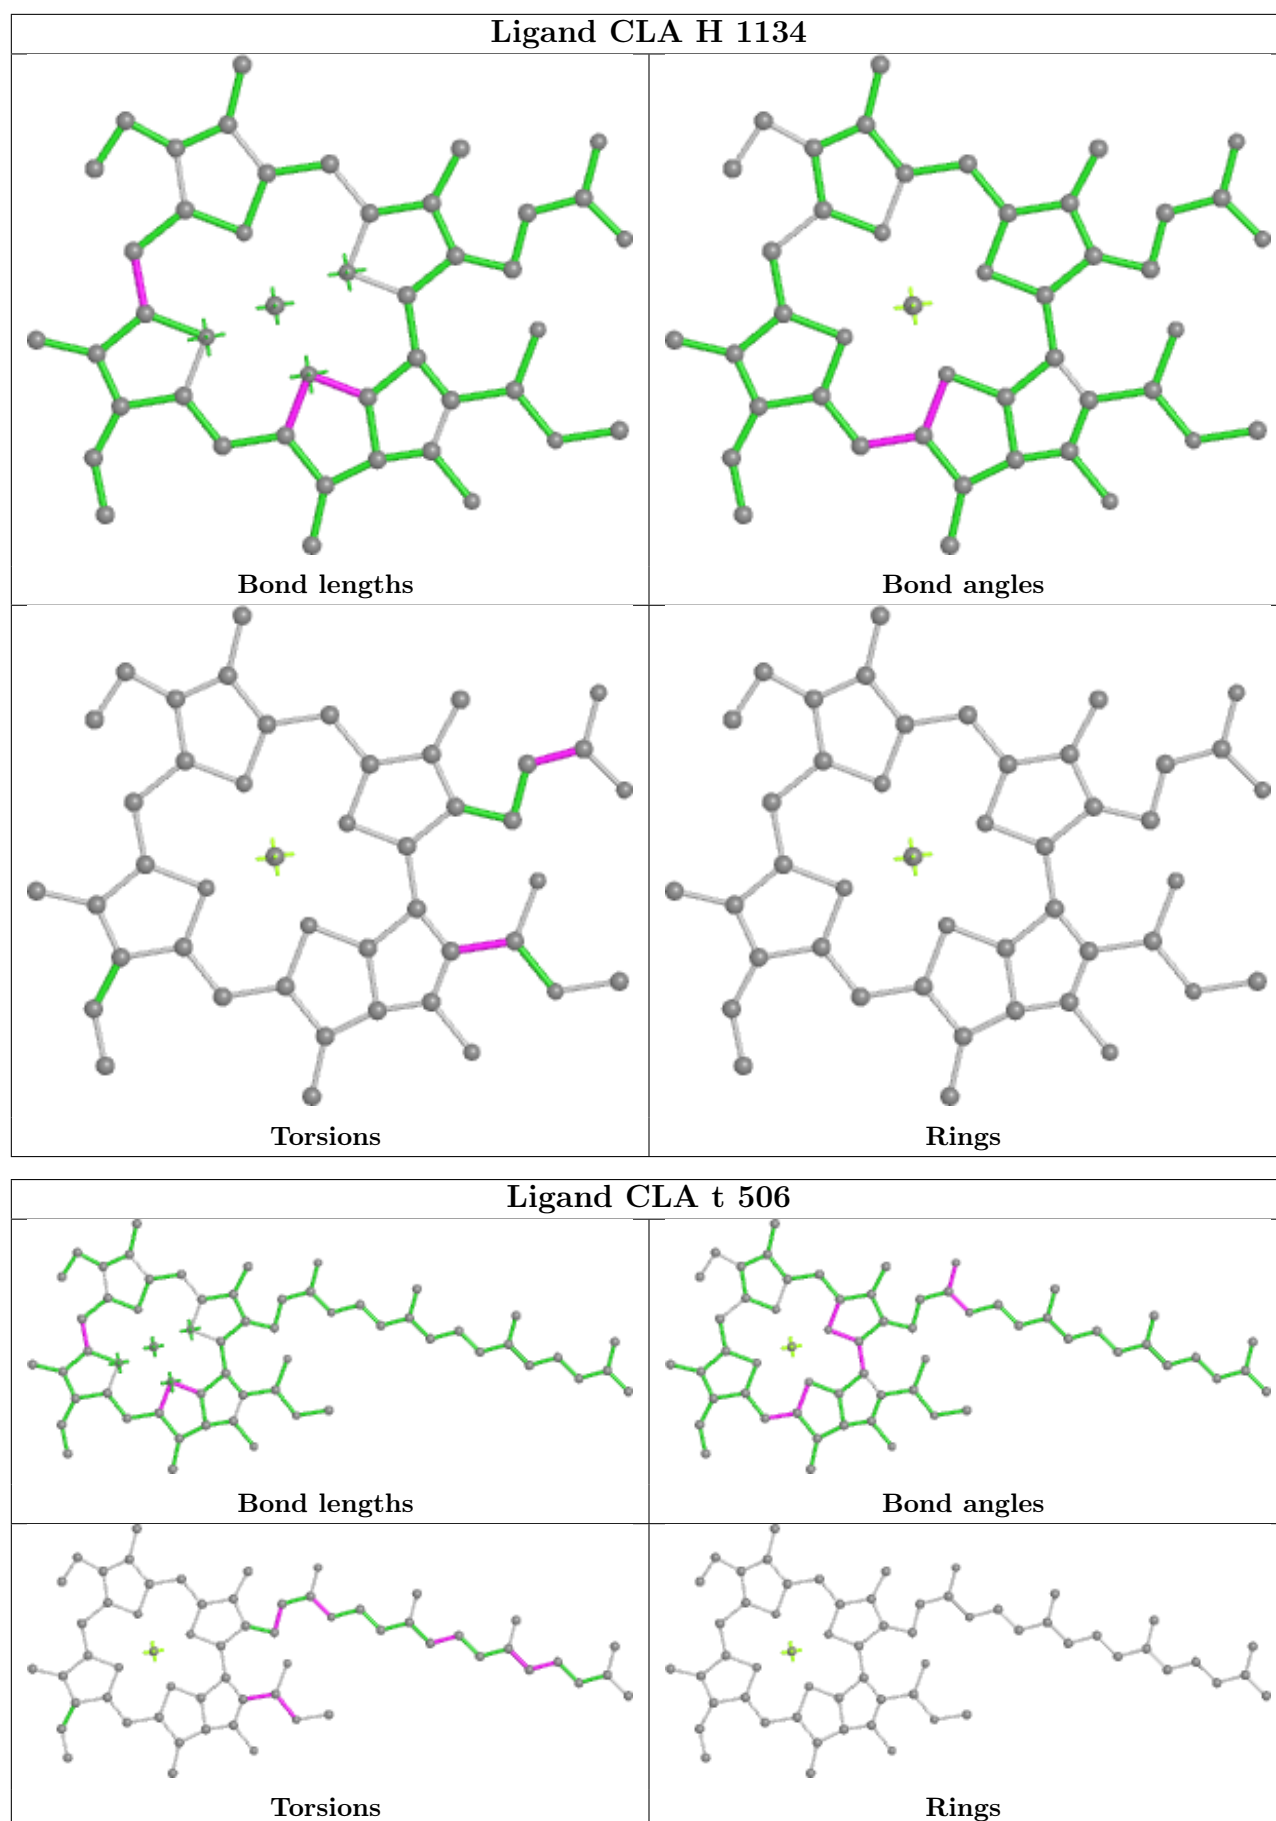 Ligand CLA H 1134
Bond lengths
Bond angles
Torsions
Rings
Ligand CLA t 506
Bond lengths
Bond angles
Torsions
Rings